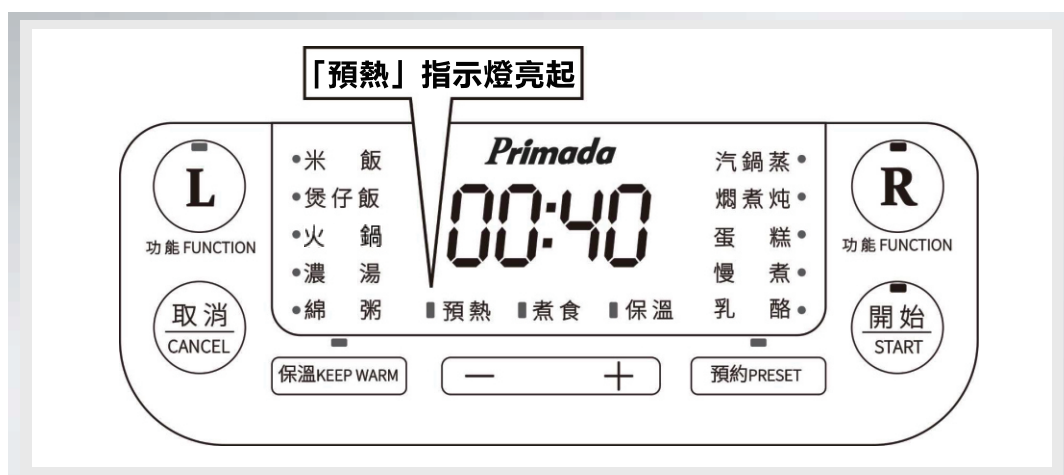 「預熱」指示燈亮起
Primada
L
功能 FUNCTION
取消
CANCEL
•米 飯
•煲仔飯
•火 鍋
•濃 湯
•綿 粥
00:40
預熱 煮食 保溫
汽鍋蒸•
燜煮炖•
蛋 糕•
慢 煮•
乳 酪•
R
功能 FUNCTION
開始
START
保溫KEEP WARM
— +
預約PRESET